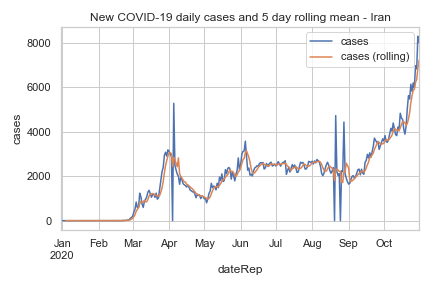 New COVID-19 daily cases and 5 day rolling mean - Iran
cases
cases (rolling)
8000
6000
4000
2000
0
cases
Jan Feb Mar Apr May Jun Jul Aug Sep Oct
2020
dateRep